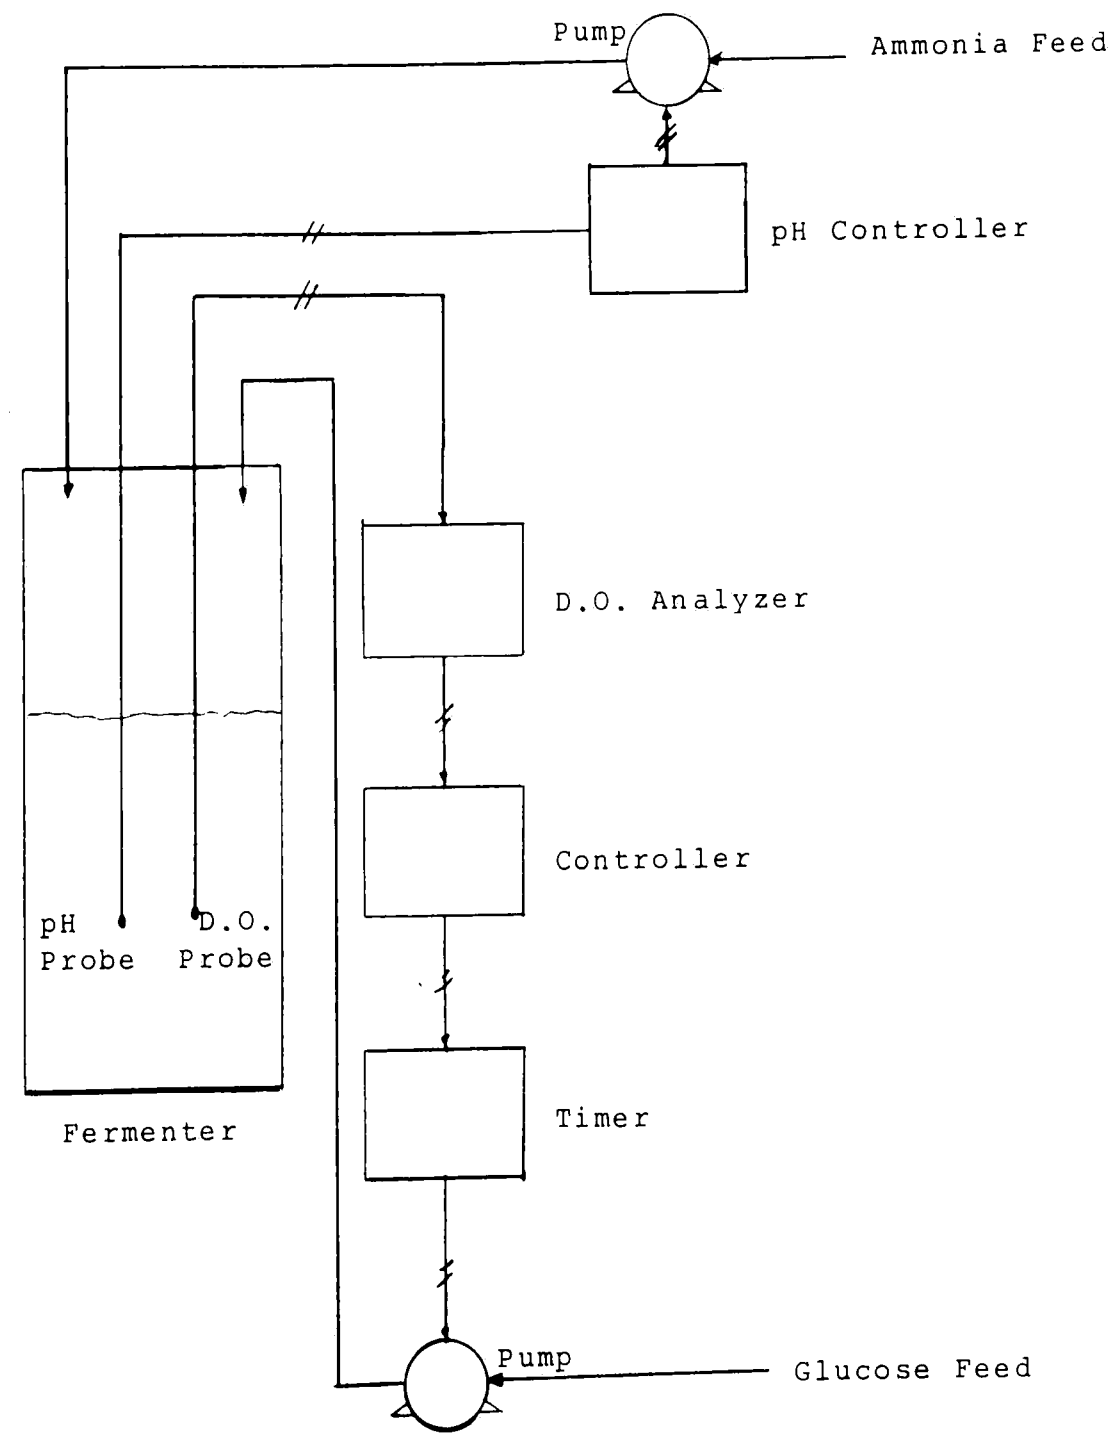 Pump
Ammonia Feed
pH Controller
D.O. Analyzer
Controller
pH
Probe
D.O.
Probe
Timer
Fermenter
Pump
Glucose Feed